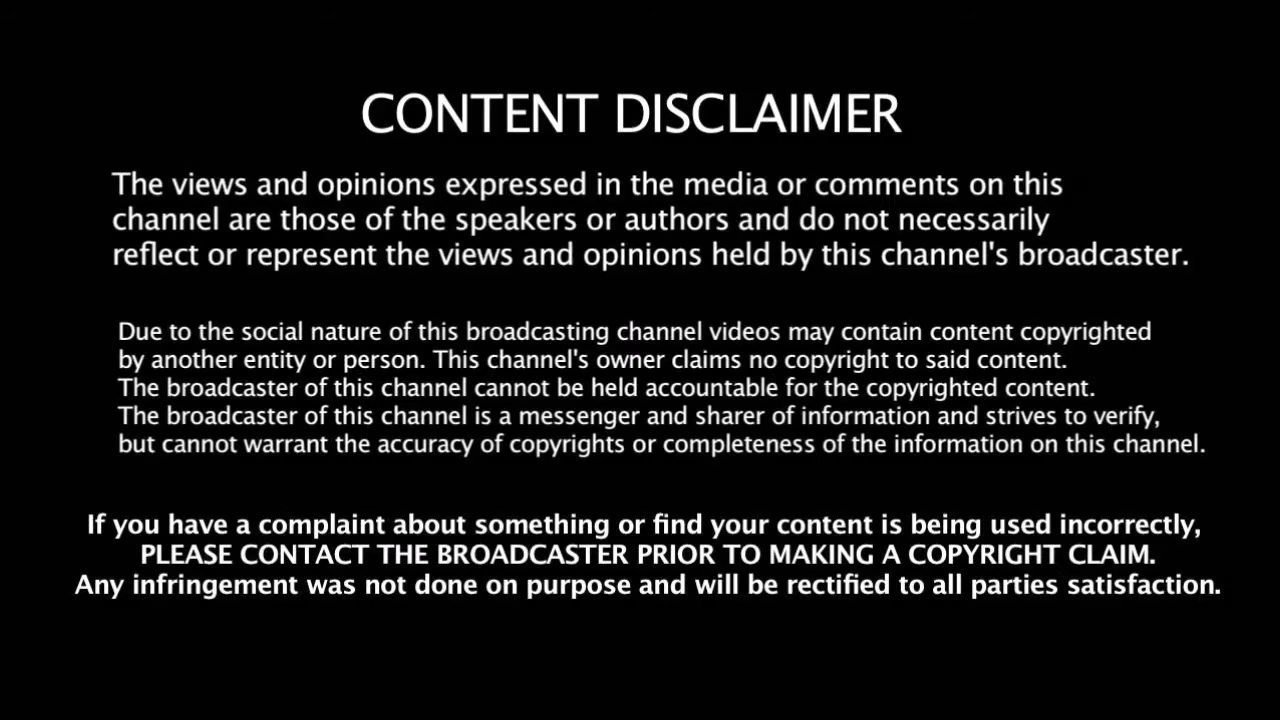 CONTENT DISCLAIMER
The views and opinions expressed in the media or comments on this
channel are those of the speakers or authors and do not necessarily
reflect or represent the views and opinions held by this channel's broadcaster.
Due to the social nature of this broadcasting channel videos may contain content copyrighted
by another entity or person. This channel's owner claims no copyright to said content.
The broadcaster of this channel cannot be held accountable for the copyrighted content.
The broadcaster of this channel is a messenger and sharer of information and strives to verify,
but cannot warrant the accuracy of copyrights or completeness of the information on this channel.
If you have a complaint about something or find your content is being used incorrectly,
PLEASE CONTACT THE BROADCASTER PRIOR TO MAKING A COPYRIGHT CLAIM.
Any infringement was not done on purpose and will be rectified to all parties satisfaction.